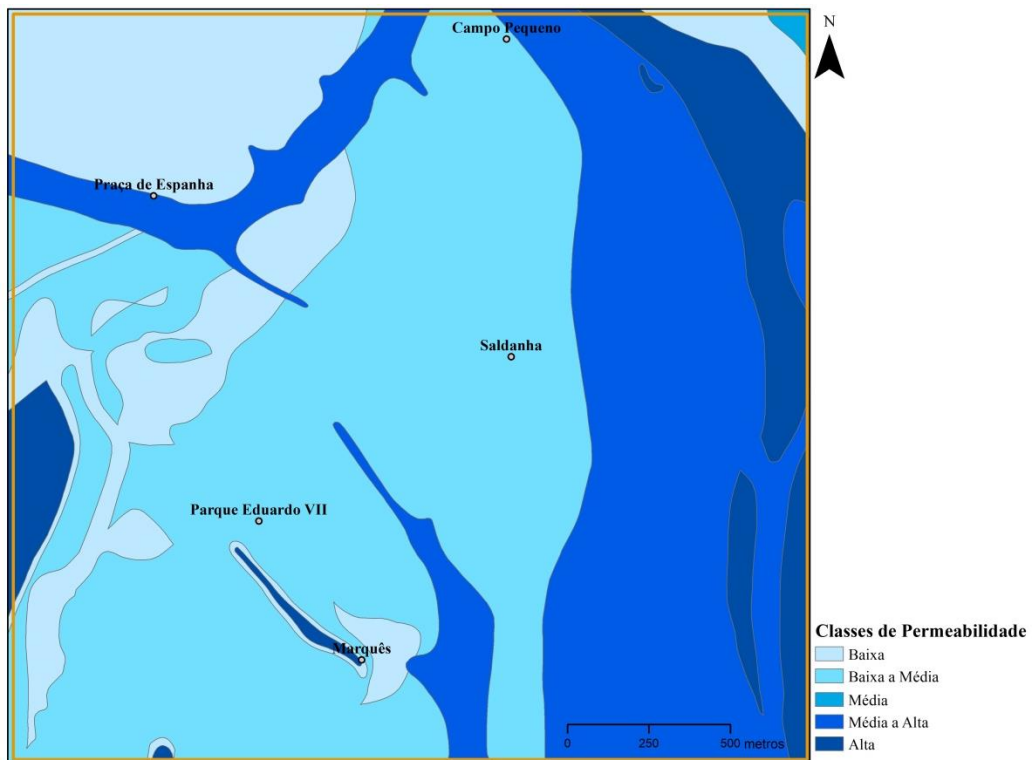 N
Campo Pequeno
Praça de Espanha
Saldanha
Parque Eduardo VII
Marquês
0 250 500 metros
Classes de Permeabilidade
Baixa
Baixa a Média
Média
Média a Alta
Alta